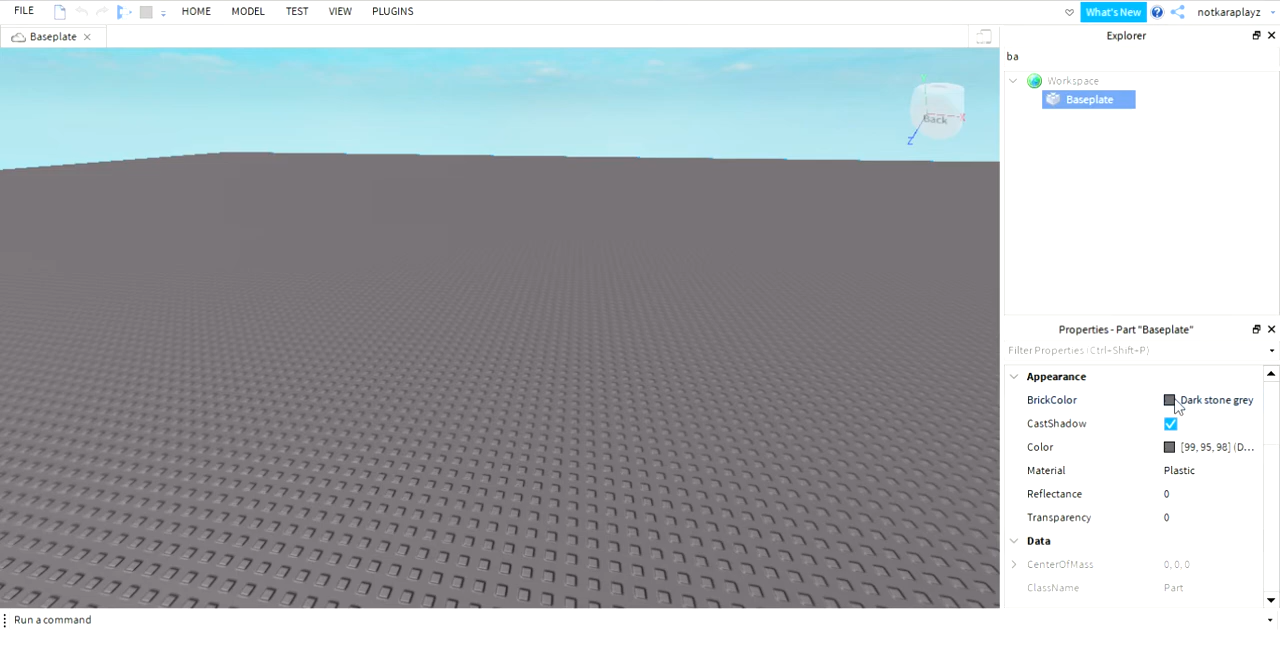 FILE HOME MODEL TEST VIEW PLUGINS What's New notkaraplayz
Baseplate
Explorer
ba
Workspace
Baseplate
Back
Z
Properties - Part "Baseplate"
Filter Properties (Ctrl+Shift+P)
Appearance
BrickColor Dark stone grey
CastShadow
Color [99, 95, 98] (D...
Material Plastic
Reflectance 0
Transparency 0
Data
CenterOfMass 0, 0, 0
ClassName Part
Run a command